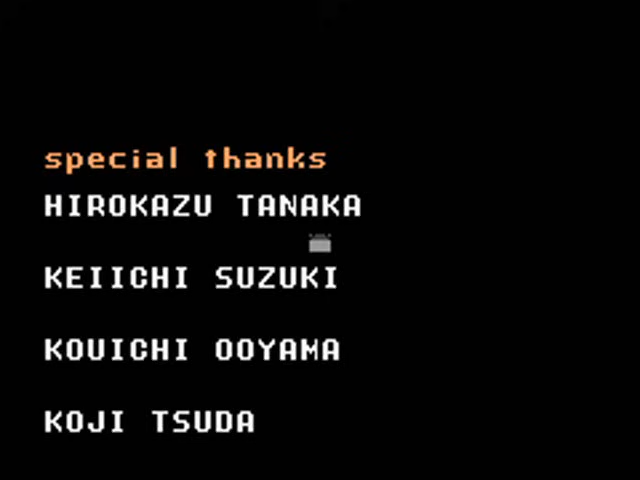 special thanks
HIROKAZU TANAKA
KEIICHI SUZUKI
KOUICHI OOYAMA
KOJI TSUDA